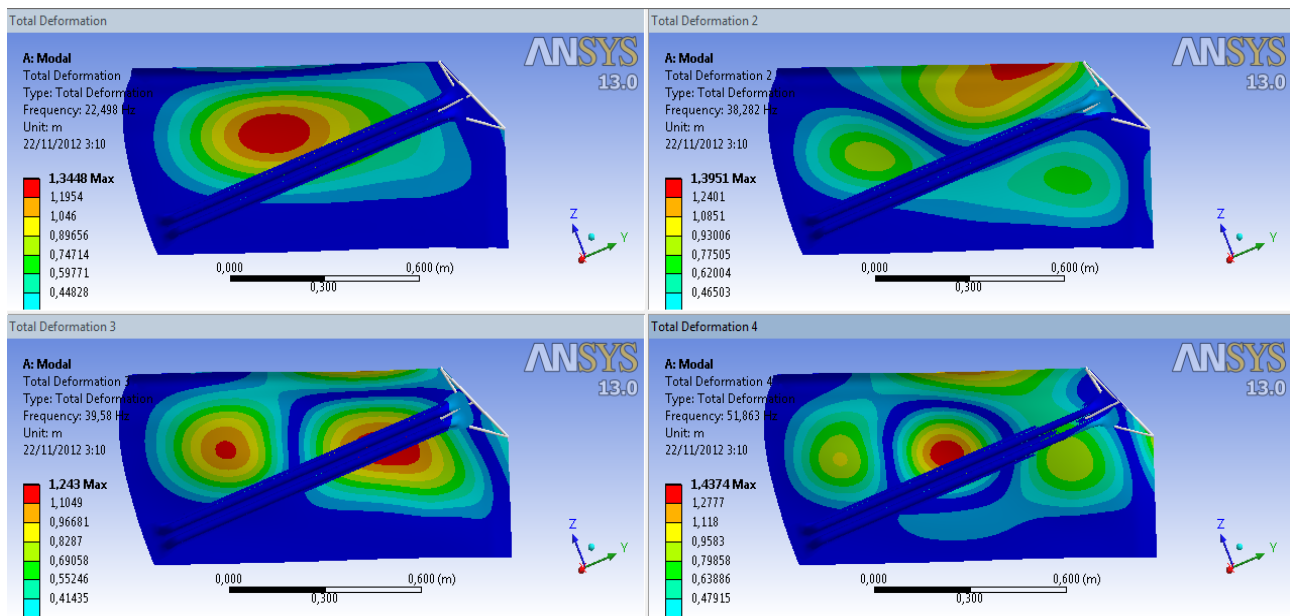 Total Deformation
A: Modal
Total Deformation
Type: Total Deformation
Frequency: 22,498 Hz
Unit: m
22/11/2012 3:10
1,3448 Max
1,1954
1,046
0,89656
0,74714
0,59771
0,44828
ANSYS
13.0
Z
Y
0,000
0,600 (m)
0,300
Total Deformation 2
A: Modal
Total Deformation 2
Type: Total Deformation
Frequency: 38,282 Hz
Unit: m
22/11/2012 3:10
1,3951 Max
1,2401
1,0851
0,93006
0,77505
0,62004
0,46503
ANSYS
13.0
Z
Y
0,000
0,600 (m)
0,300
Total Deformation 3
A: Modal
Total Deformation 3
Type: Total Deformation
Frequency: 39,58 Hz
Unit: m
22/11/2012 3:10
1,243 Max
1,1049
0,96681
0,8287
0,69058
0,55246
0,41435
ANSYS
13.0
Z
Y
0,000
0,600 (m)
0,300
Total Deformation 4
A: Modal
Total Deformation 4
Type: Total Deformation
Frequency: 51,863 Hz
Unit: m
22/11/2012 3:10
1,4374 Max
1,2777
1,118
0,9583
0,79858
0,63886
0,47915
ANSYS
13.0
Z
Y
0,000
0,600 (m)
0,300